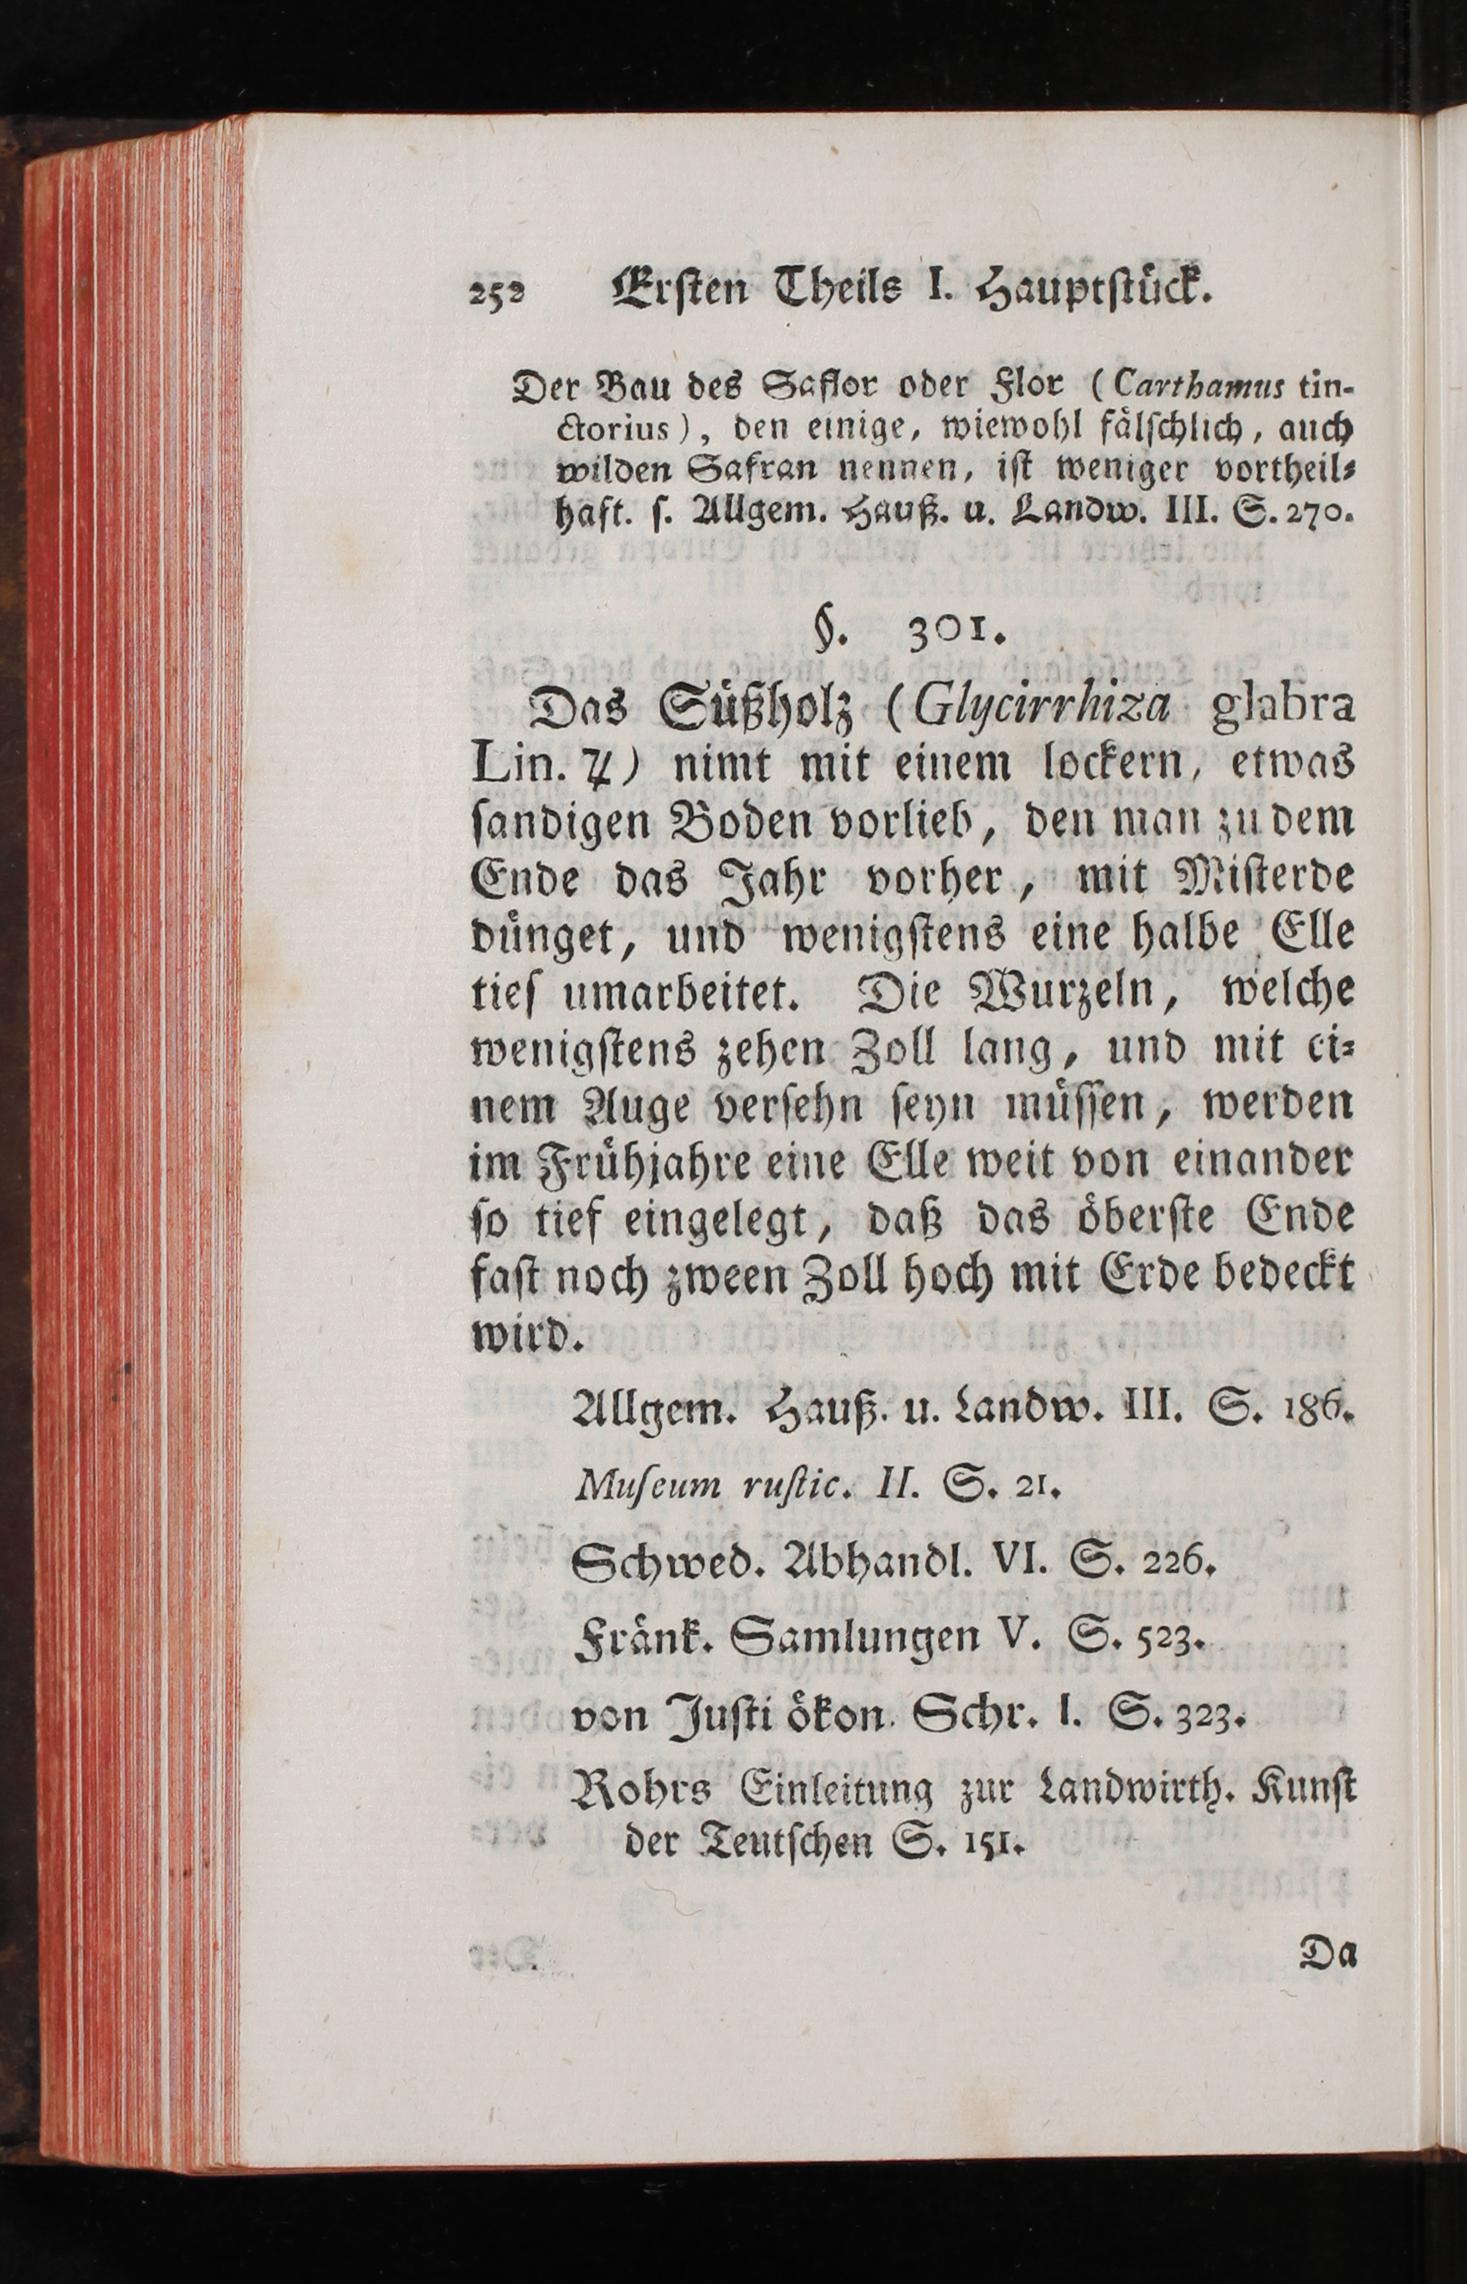 252 Erſten Theils I. Hauptſtück.
Der Bau des Saflor oder Flor (Carthamus tin-
ctorius), den einige, wiewohl fälſchlich, auch
wilden Safran nennen, iſt weniger vortheil-
haft. ſ. Allgem. Hauß. u. Landw. III. S. 270.
§. 301.
Das Süßholz (Glycirrhiza glabra
Lin. ♃) nimt mit einem lockern, etwas
ſandigen Boden vorlieb, den man zu dem
Ende das Jahr vorher, mit Miſterde
dünget, und wenigſtens eine halbe Elle
tief umarbeitet. Die Wurzeln, welche
wenigſtens zehen Zoll lang, und mit ei-
nem Auge verſehn ſeyn müſſen, werden
im Frühjahre eine Elle weit von einander
ſo tief eingelegt, daß das öberſte Ende
faſt noch zween Zoll hoch mit Erde bedeckt
wird.
Allgem. Hauß. u. Landw. III. S. 186.
Muſeum ruſtic. II. S. 21.
Schwed. Abhandl. VI. S. 226.
Fränk. Samlungen V. S. 523.
von Juſti ökon. Schr. I. S. 323.
Rohrs Einleitung zur Landwirth. Kunſt
der Teutſchen S. 151.
Da